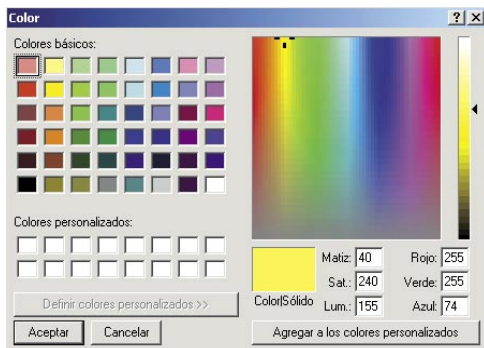 Color
Colores básicos:
Colores personalizados:
Definir colores personalizados >>
Aceptar
Cancelar
Color|Sólido
Matiz: 40
Sat.: 240
Lum.: 155
Rojo: 255
Verde: 255
Azul: 74
Agregar a los colores personalizados